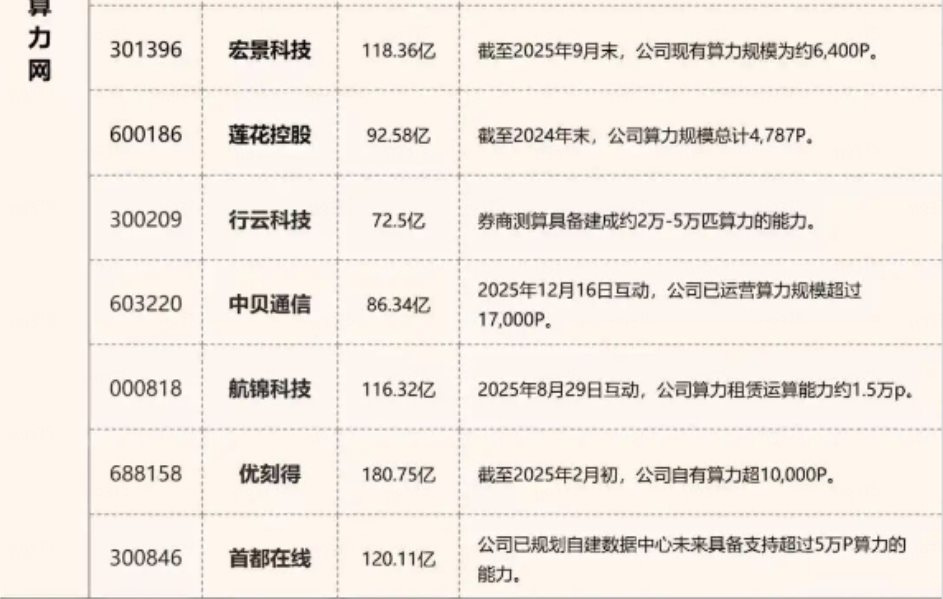 算
力
网
301396 宏景科技 118.36亿 截至2025年9月末，公司现有算力规模为约6,400P。
600186 莲花控股 92.58亿 截至2024年末，公司算力规模总计4,787P。
300209 行云科技 72.5亿 券商测算具备建成约2万-5万匹算力的能力。
603220 中贝通信 86.34亿 2025年12月16日互动，公司已运营算力规模超过
17,000P。
000818 航锦科技 116.32亿 2025年8月29日互动，公司算力租赁运算能力约1.5万p。
688158 优刻得 180.75亿 截至2025年2月初，公司自有算力超10,000P。
300846 首都在线 120.11亿 公司已规划自建数据中心未来具备支持超过5万P算力的
能力。